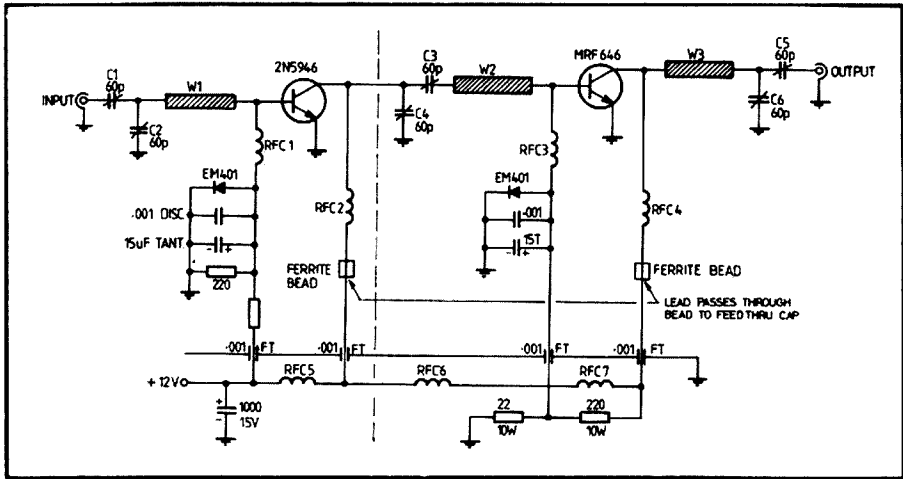 INPUT
C1
60p
C2
60p
W1
2N5946
RFC 1
EM401
.001 DISC
15uF TANT.
- +
220
RFC2
FERRITE
BEAD
C3
60p
C4
60p
W2
MRF646
RFC3
EM401
.001
15T
- +
W3
C5
60p
OUTPUT
C6
60p
RFC4
FERRITE BEAD
LEAD PASSES THROUGH
BEAD TO FEEDTHRU CAP
.001 FT
.001 FT
.001 FT
.001 FT
+ 12V
RFC5
RFC6
RFC7
+
-
1000
15V
22
10W
220
10W